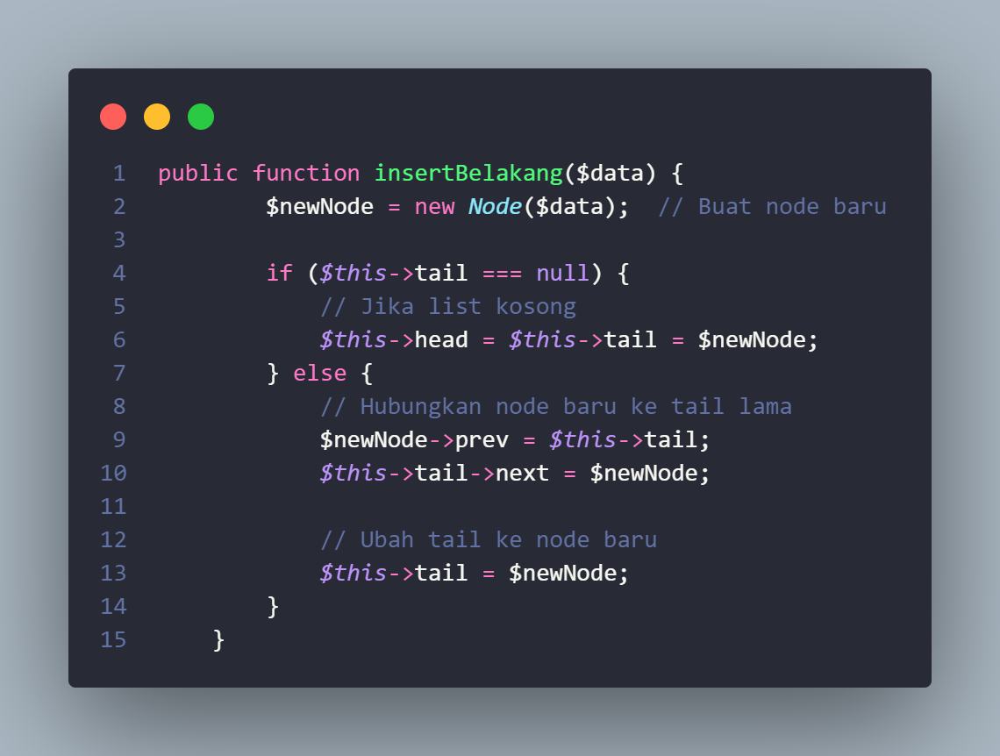 1 public function insertBelakang($data) {
2 $newNode = new Node($data); // Buat node baru
3
4 if ($this->tail === null) {
5 // Jika list kosong
6 $this->head = $this->tail = $newNode;
7 } else {
8 // Hubungkan node baru ke tail lama
9 $newNode->prev = $this->tail;
10 $this->tail->next = $newNode;
11
12 // Ubah tail ke node baru
13 $this->tail = $newNode;
14 }
15 }